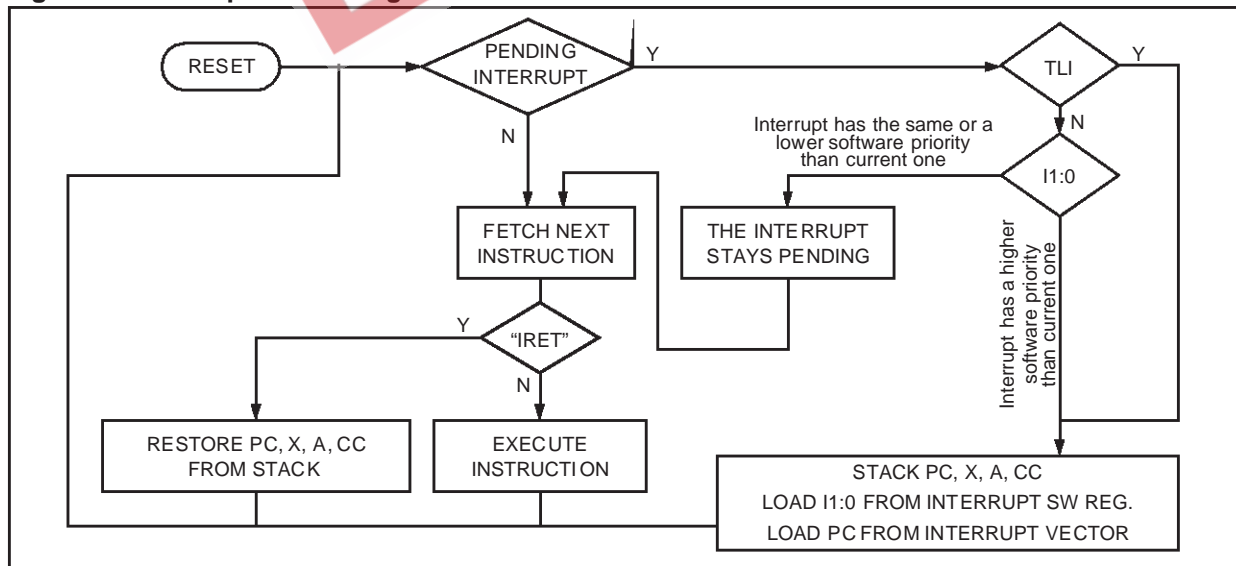 RESET
PENDING
INTERRUPT
Y
TLI
Y
N
N
Interrupt has the same or a
lower software priority
than current one
I1:0
FETCH NEXT
INSTRUCTION
THE INTERRUPT
STAYS PENDING
Interrupt has a higher
software priority
than current one
Y
“IRET”
N
RESTORE PC, X, A, CC
FROM STACK
EXECUTE
INSTRUCTION
STACK PC, X, A, CC
LOAD I1:0 FROM INTERRUPT SW REG.
LOAD PC FROM INTERRUPT VECTOR